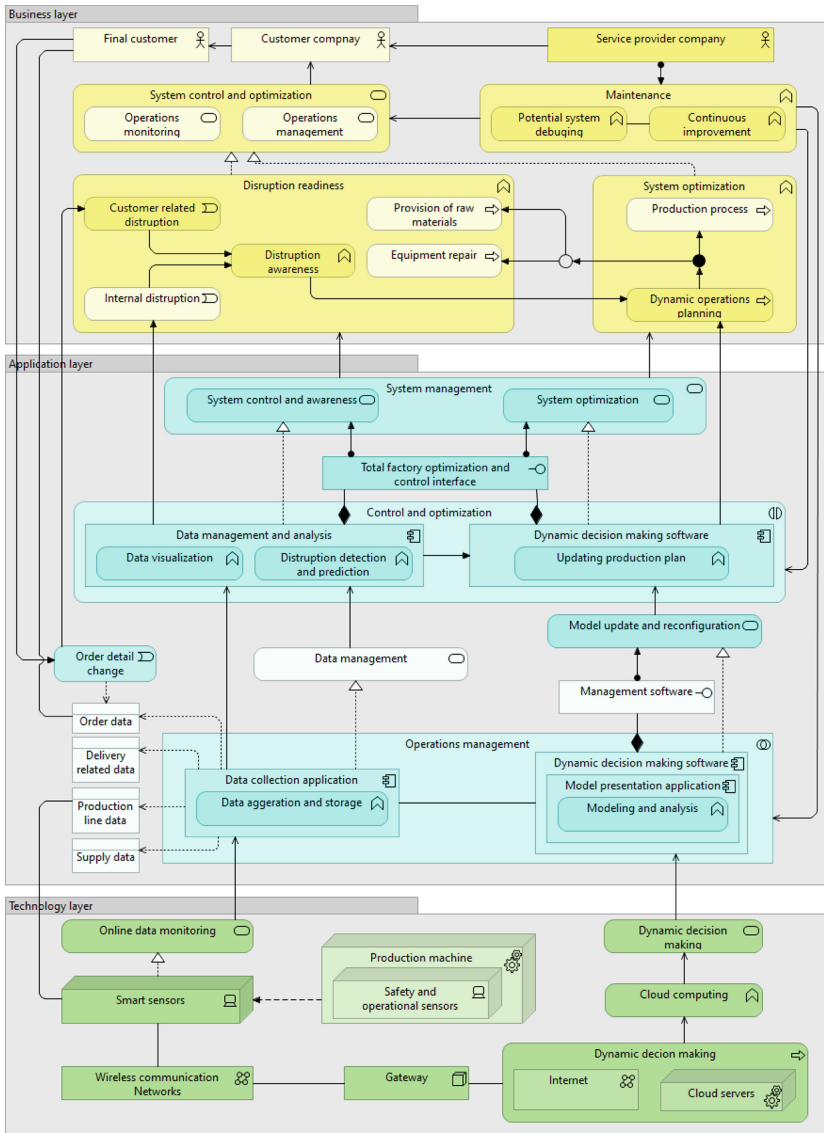 Business layer
Final customer
Customer compnay
Service provider company
System control and optimization
Operations
monitoring
Operations
management
Maintenance
Potential system
debuging
Continuous
improvement
Disruption readiness
Customer related
distruption
Provision of raw
materials
Distruption
awareness
Equipment repair
Internal distruption
System optimization
Production process
Dynamic operations
planning
Application layer
System management
System control and awareness
System optimization
Total factory optimization and
control interface
Control and optimization
Data management and analysis
Data visualization
Distruption detection
and prediction
Dynamic decision making software
Updating production plan
Order detail
change
Data management
Model update and reconfiguration
Management software
Order data
Delivery
related data
Production
line data
Supply data
Operations management
Data collection application
Data aggeration and storage
Dynamic decision making software
Model presentation application
Modeling and analysis
Technology layer
Online data monitoring
Dynamic decision
making
Production machine
Safety and
operational sensors
Smart sensors
Cloud computing
Wireless communication
Networks
Gateway
Dynamic decion making
Internet
Cloud servers